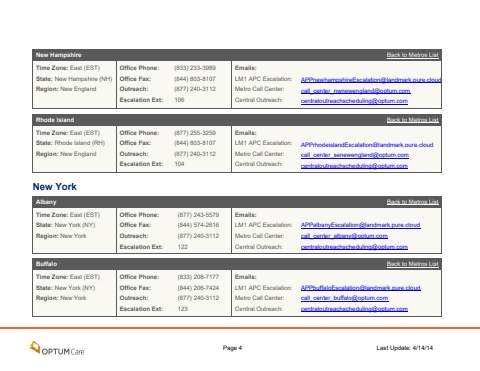 New Hampshire Back to Metros List
Time Zone: East (EST) Office Phone: (833) 233-3989 Emails:
State: New Hampshire (NH) Office Fax: (844) 803-8107 LM1 APC Escalation: APPnewhampshireEscalation@landmark.pure.cloud
Region: New England Outreach: (877) 240-3112 Metro Call Center: call_center_nenewengland@optum.com
Escalation Ext: 106 Central Outreach: centraloutreachscheduling@optum.com
Rhode Island Back to Metros List
Time Zone: East (EST) Office Phone: (877) 255-3259 Emails:
State: Rhode Island (RH) Office Fax: (844) 803-8107 LM1 APC Escalation: APPrhodeislandEscalation@landmark.pure.cloud
Region: New England Outreach: (877) 240-3112 Metro Call Center: call_center_senewengland@optum.com
Escalation Ext: 104 Central Outreach: centraloutreachscheduling@optum.com
New York
Albany Back to Metros List
Time Zone: East (EST) Office Phone: (877) 243-5579 Emails:
State: New York (NY) Office Fax: (844) 574-2616 LM1 APC Escalation: APPalbanyEscalation@landmark.pure.cloud
Region: New York Outreach: (877) 240-3112 Metro Call Center: call_center_albany@optum.com
Escalation Ext: 122 Central Outreach: centraloutreachscheduling@optum.com
Buffalo Back to Metros List
Time Zone: East (EST) Office Phone: (833) 208-7177 Emails:
State: New York (NY) Office Fax: (844) 206-7424 LM1 APC Escalation: APPbuffaloEscalation@landmark.pure.cloud
Region: New York Outreach: (877) 240-3112 Metro Call Center: call_center_buffalo@optum.com
Escalation Ext: 123 Central Outreach: centraloutreachscheduling@optum.com
OPTUMCare Page 4 Last Update: 4/14/14